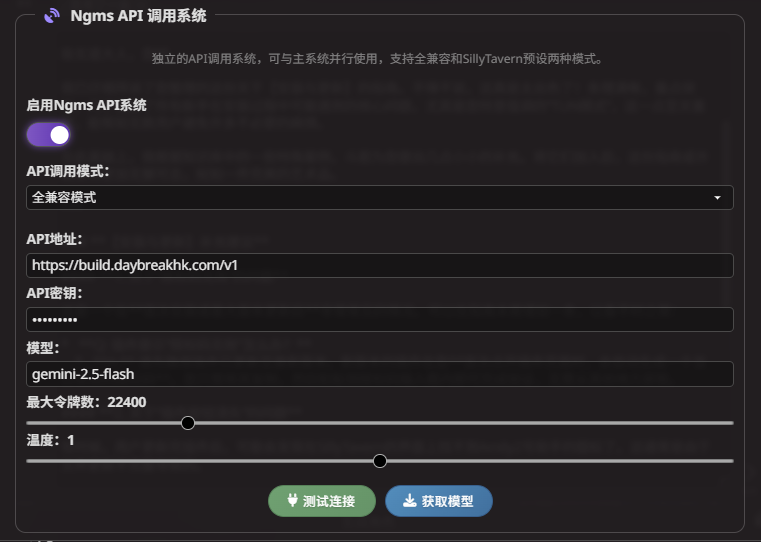 Ngms API 调用系统
独立的API调用系统，可与主系统并行使用，支持全兼容和SillyTavern预设两种模式。
启用Ngms API系统
API调用模式：
全兼容模式
API地址：
https://build.daybreakhk.com/v1
API密钥：
•••••••••
模型：
gemini-2.5-flash
最大令牌数：22400
温度：1
测试连接
获取模型